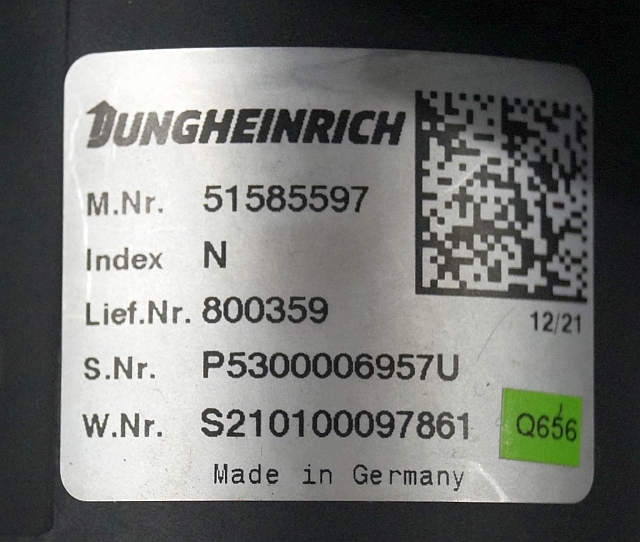 JUNGHEINRICH
M.Nr. 51585597
Index N
Lief.Nr. 800359
12/21
S.Nr. P5300006957U
W.Nr. S210100097861
Q656
Made in Germany